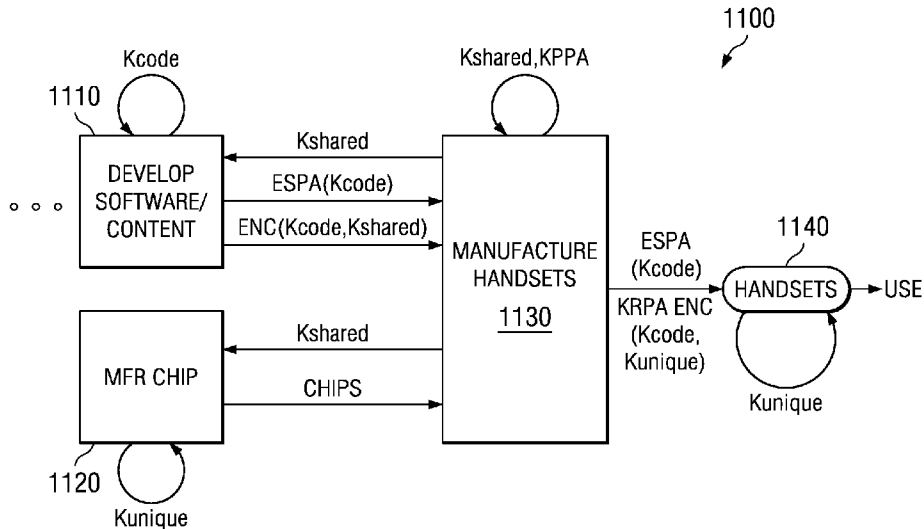 1100
Kcode
Kshared,KPPA
1110
DEVELOP
SOFTWARE/
CONTENT
Kshared
ESPA(Kcode)
ENC(Kcode,Kshared)
MANUFACTURE
HANDSETS
1130
ESPA
(Kcode)
KRPA ENC
(Kcode,
Kunique)
1140
HANDSETS
USE
Kunique
Kshared
MFR CHIP
CHIPS
1120
Kunique